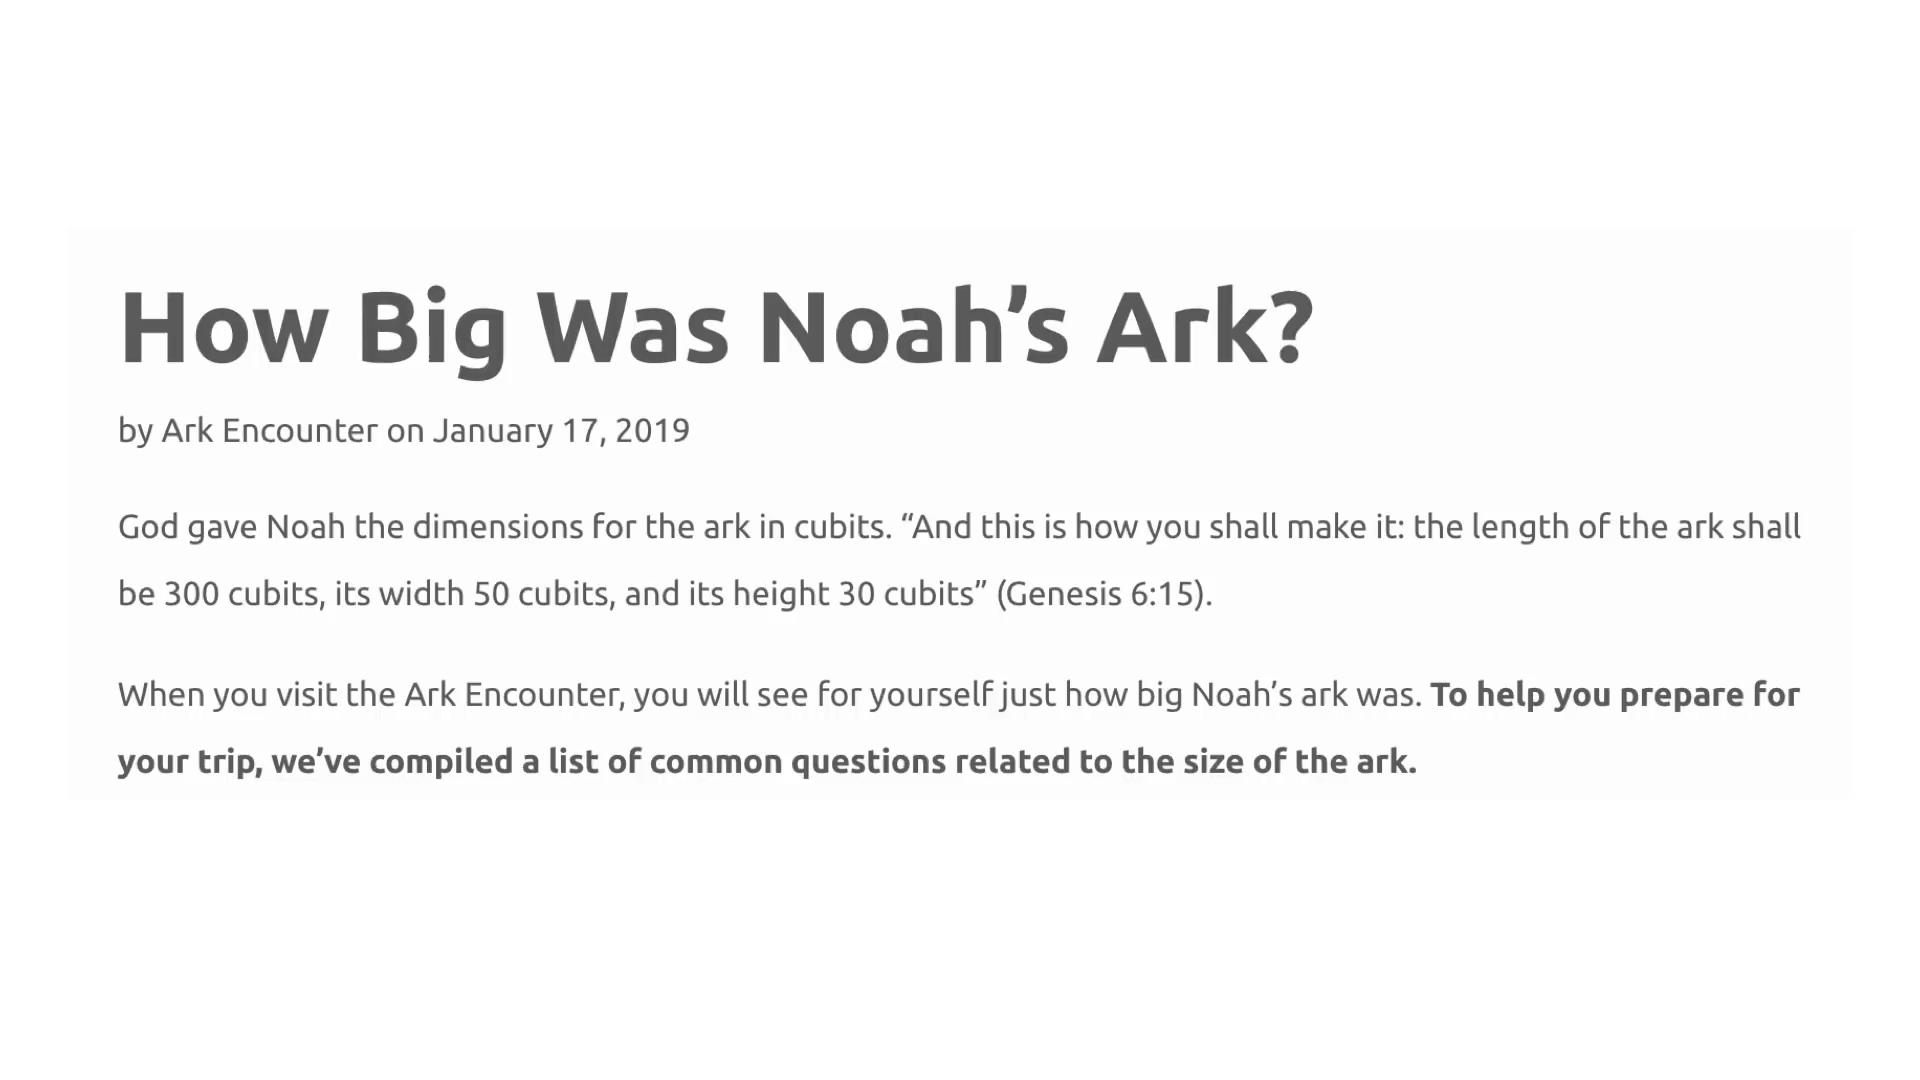 How Big Was Noah’s Ark?
by Ark Encounter on January 17, 2019
God gave Noah the dimensions for the ark in cubits. “And this is how you shall make it: the length of the ark shall
be 300 cubits, its width 50 cubits, and its height 30 cubits” (Genesis 6:15).
When you visit the Ark Encounter, you will see for yourself just how big Noah’s ark was. To help you prepare for
your trip, we’ve compiled a list of common questions related to the size of the ark.